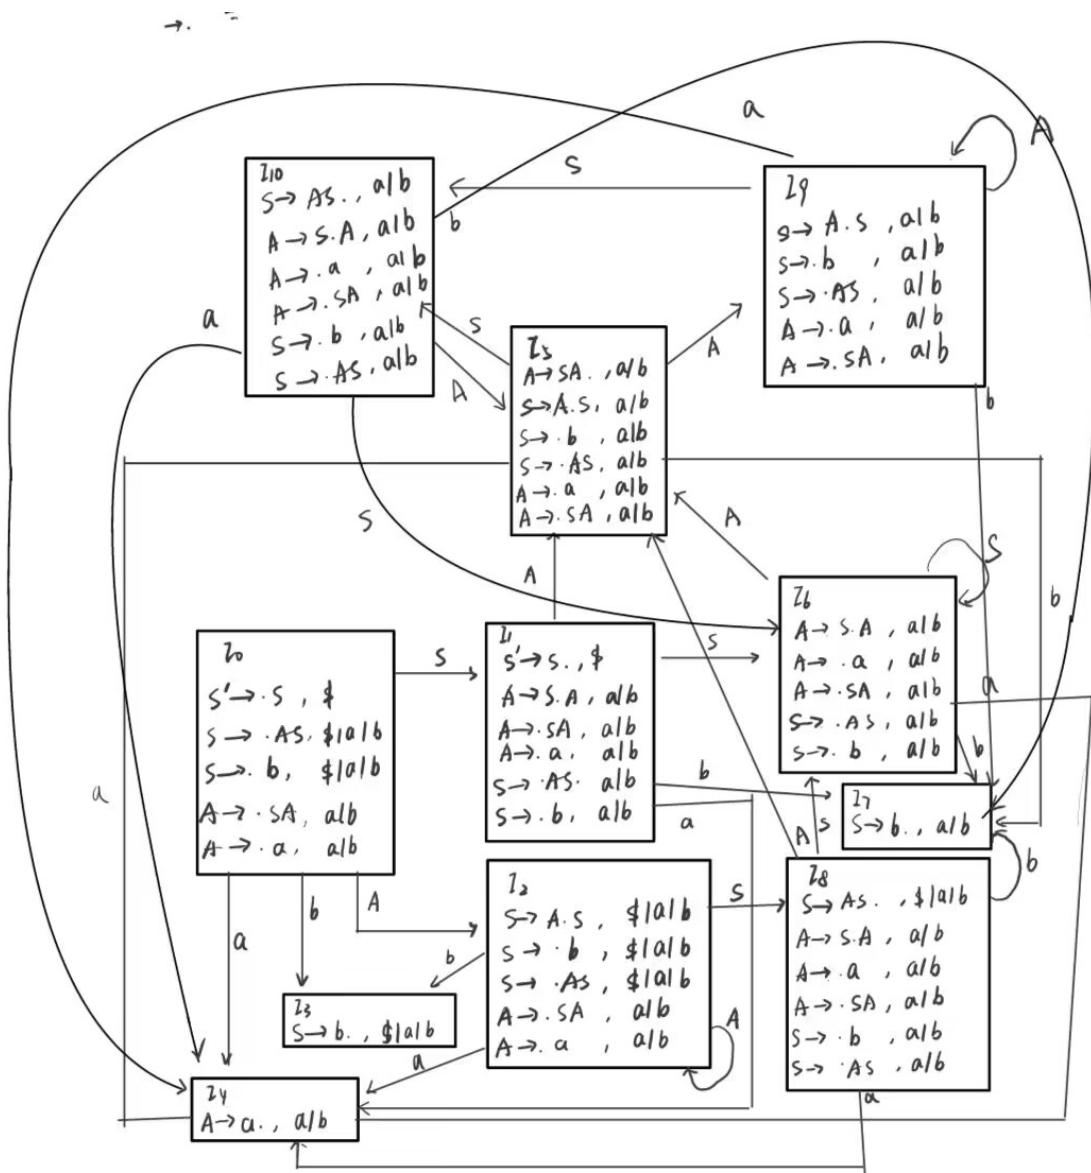 →.
a
A
I10
S→AS., a/b
A→S.A, a/b
A→.a , a/b
A→.SA, a/b
S→.b , a/b
S→.AS, a/b
S
b
I9
S→A.S , a/b
S→.b , a/b
S→.AS, a/b
A→.a , a/b
A→.SA, a/b
a
S
A
A
b
I5
A→SA., a/b
S→A.S, a/b
S→.b , a/b
S→.AS, a/b
A→.a , a/b
A→.SA, a/b
S
A
A
S
b
I6
A→S.A , a/b
A→.a , a/b
A→.SA, a/b
S→.AS, a/b
S→.b , a/b
I0
S'→.S , $
S→.AS, $|a|b
S→.b, $|a|b
A→.SA, a/b
A→.a, a/b
S
I1
S'→S., $
A→S.A, a/b
A→.SA, a/b
A→.a, a/b
S→.AS. a/b
S→.b, a/b
S
a
b
b
a
a
A
S
I7
S→b., a/b
b
a
b
A
I2
S→A.S , $|a|b
S→.b , $|a|b
S→.AS, $|a|b
A→.SA, a/b
A→.a , a/b
S
b
A
a
I8
S→AS. , $|a|b
A→S.A, a/b
A→.a , a/b
A→.SA, a/b
S→.b , a/b
S→.AS, a/b
a
I3
S→b., $|a|b
I4
A→a., a/b